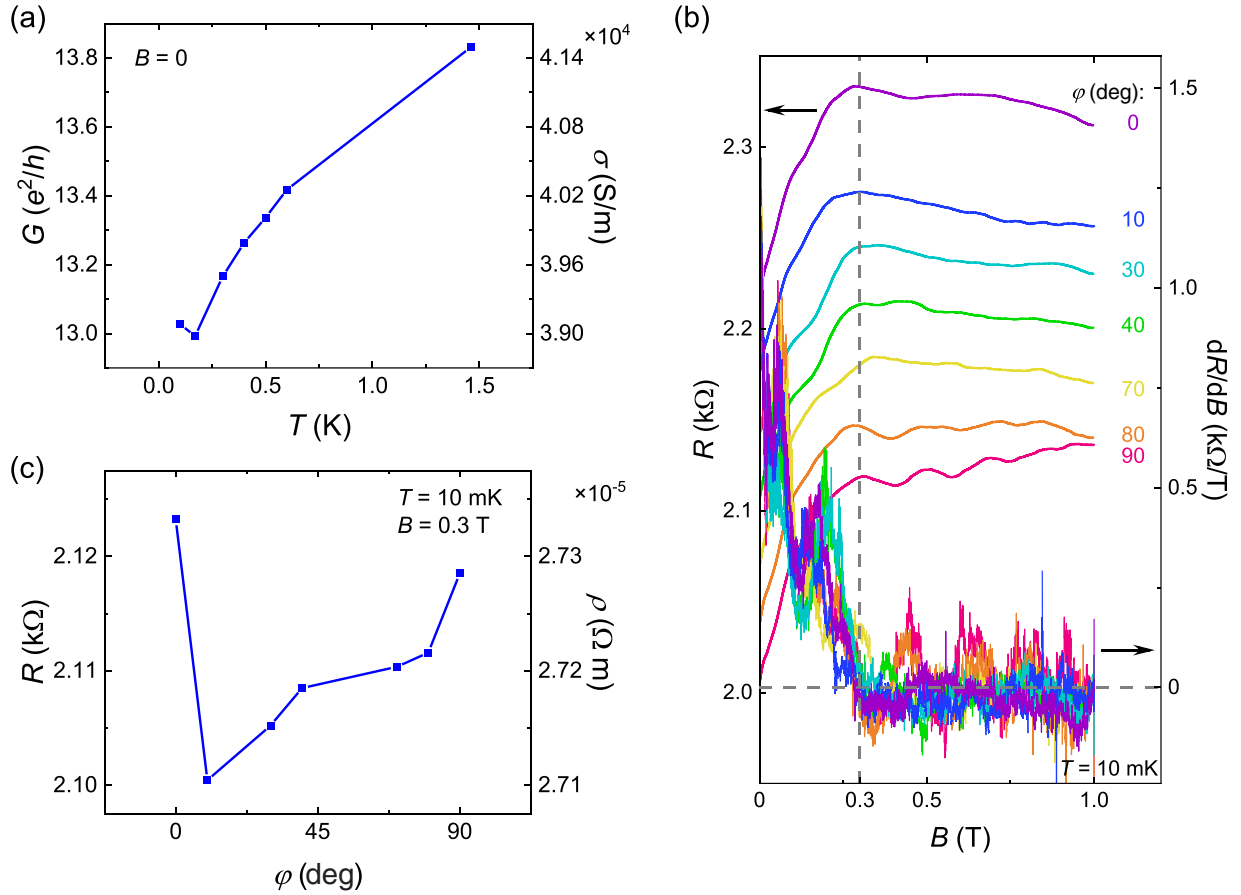 (a)
×10⁴
B = 0
13.8
13.6
13.4
13.2
13.0
G (e²/h)
4.14
4.08
4.02
3.96
3.90
σ (S/m)
0.0
0.5
1.0
1.5
T (K)
(b)
φ (deg):
0
10
30
40
70
80
90
2.3
2.2
2.1
2.0
R (kΩ)
1.5
1.0
0.5
0
dR/dB (kΩ/T)
T = 10 mK
0
0.3
0.5
1.0
B (T)
(c)
×10⁻⁵
T = 10 mK
B = 0.3 T
2.12
2.11
2.10
R (kΩ)
2.73
2.72
2.71
ρ (Ω m)
0
45
90
φ (deg)